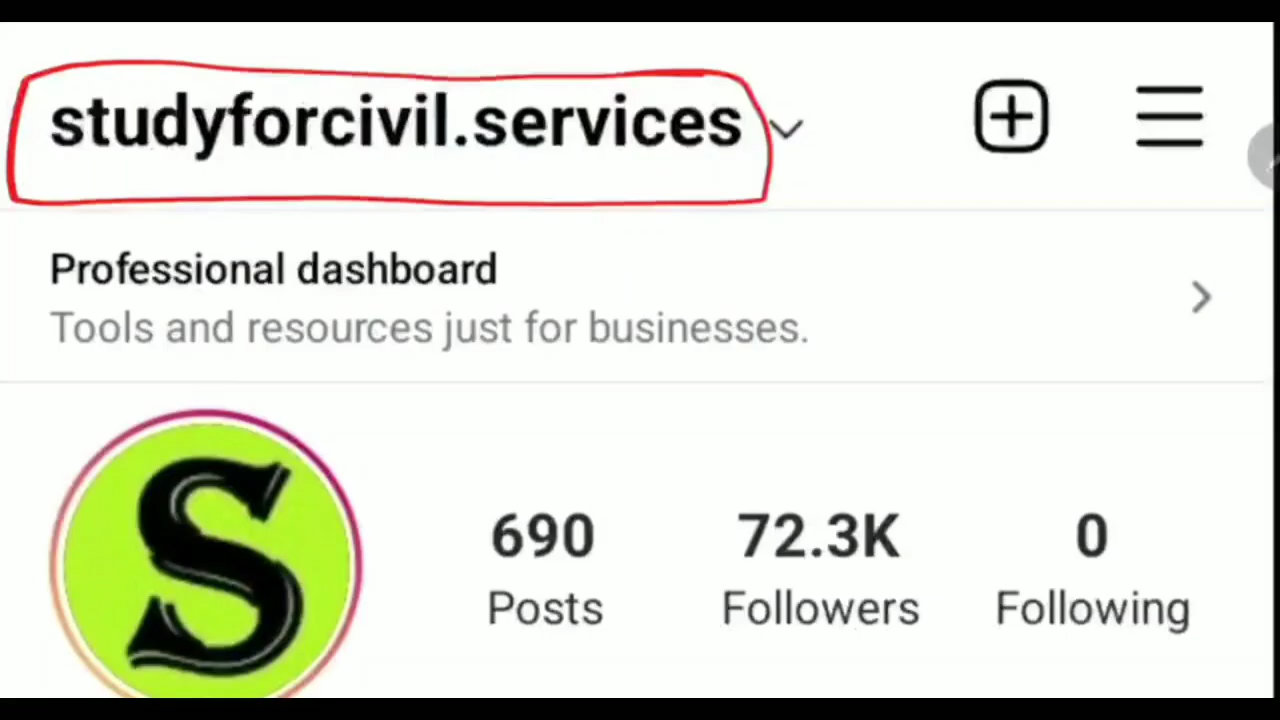 studyforcivil.services
Professional dashboard
Tools and resources just for businesses.
S
690 72.3K 0
Posts Followers Following